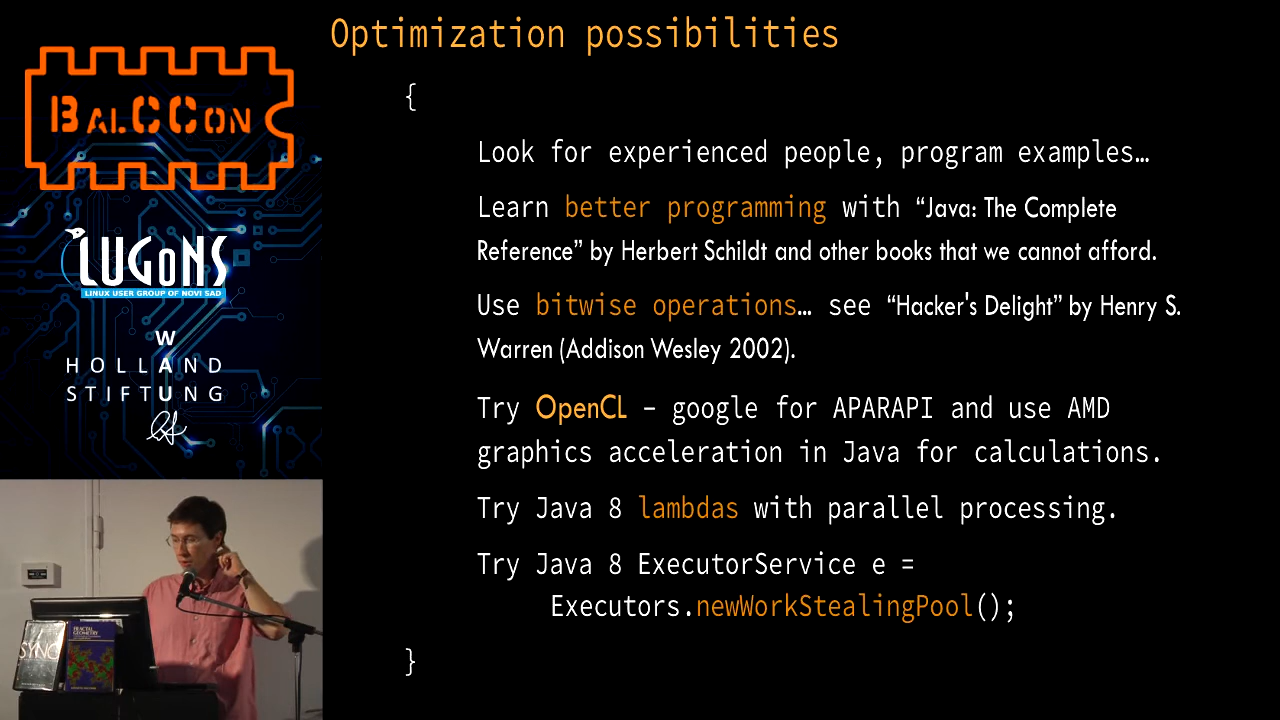 Optimization possibilities
{
Look for experienced people, program examples…
Learn better programming with “Java: The Complete
Reference” by Herbert Schildt and other books that we cannot afford.
Use bitwise operations… see “Hacker's Delight” by Henry S.
Warren (Addison Wesley 2002).
Try OpenCL – google for APARAPI and use AMD
graphics acceleration in Java for calculations.
Try Java 8 lambdas with parallel processing.
Try Java 8 ExecutorService e =
Executors.newWorkStealingPool();
}
BALCCON
LUGoNS
LINUX USER GROUP OF NOVI SAD
W
HOLLAND
STIFTUNG
SYNC
FRACTAL
GEOMETRY